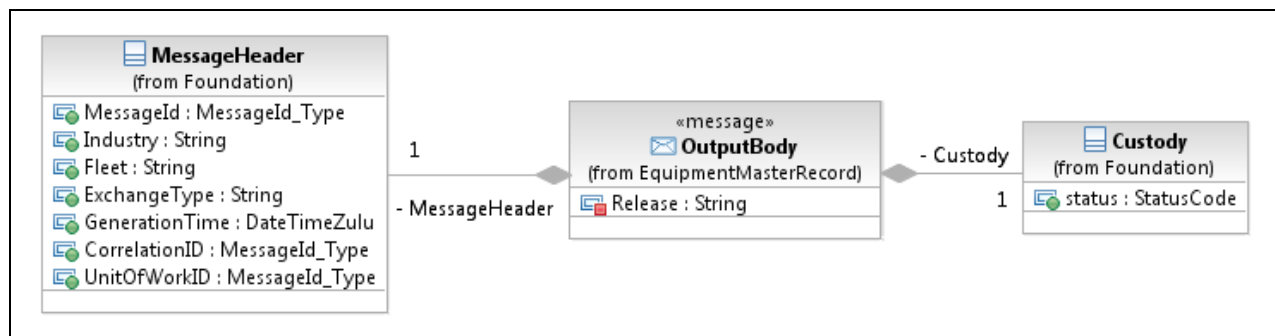 MessageHeader
(from Foundation)
MessageId : MessageId_Type
Industry : String
Fleet : String
ExchangeType : String
GenerationTime : DateTimeZulu
CorrelationID : MessageId_Type
UnitOfWorkID : MessageId_Type
1
- MessageHeader
«message»
OutputBody
(from EquipmentMasterRecord)
Release : String
- Custody
1
Custody
(from Foundation)
status : StatusCode